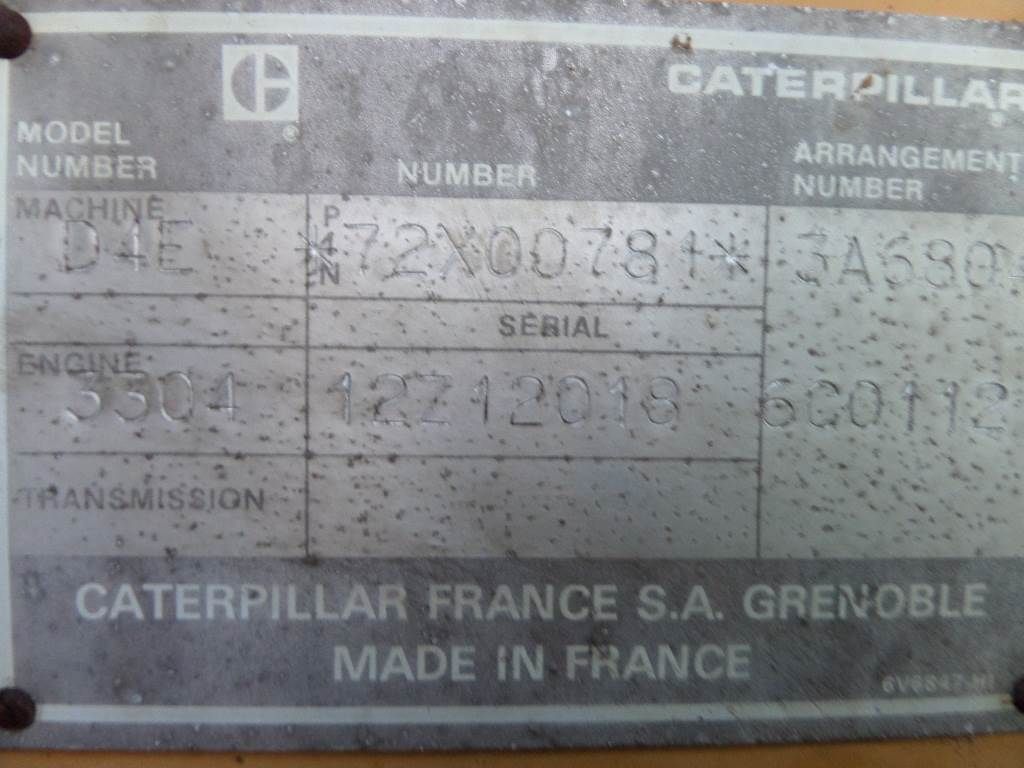 CATERPILLAR
MODEL NUMBER
NUMBER
ARRANGEMENT NUMBER
MACHINE
D4E
PIN
*72X00781*
SERIAL
ENGINE
3304
12Z12018
TRANSMISSION
CATERPILLAR FRANCE S.A. GRENOBLE
MADE IN FRANCE